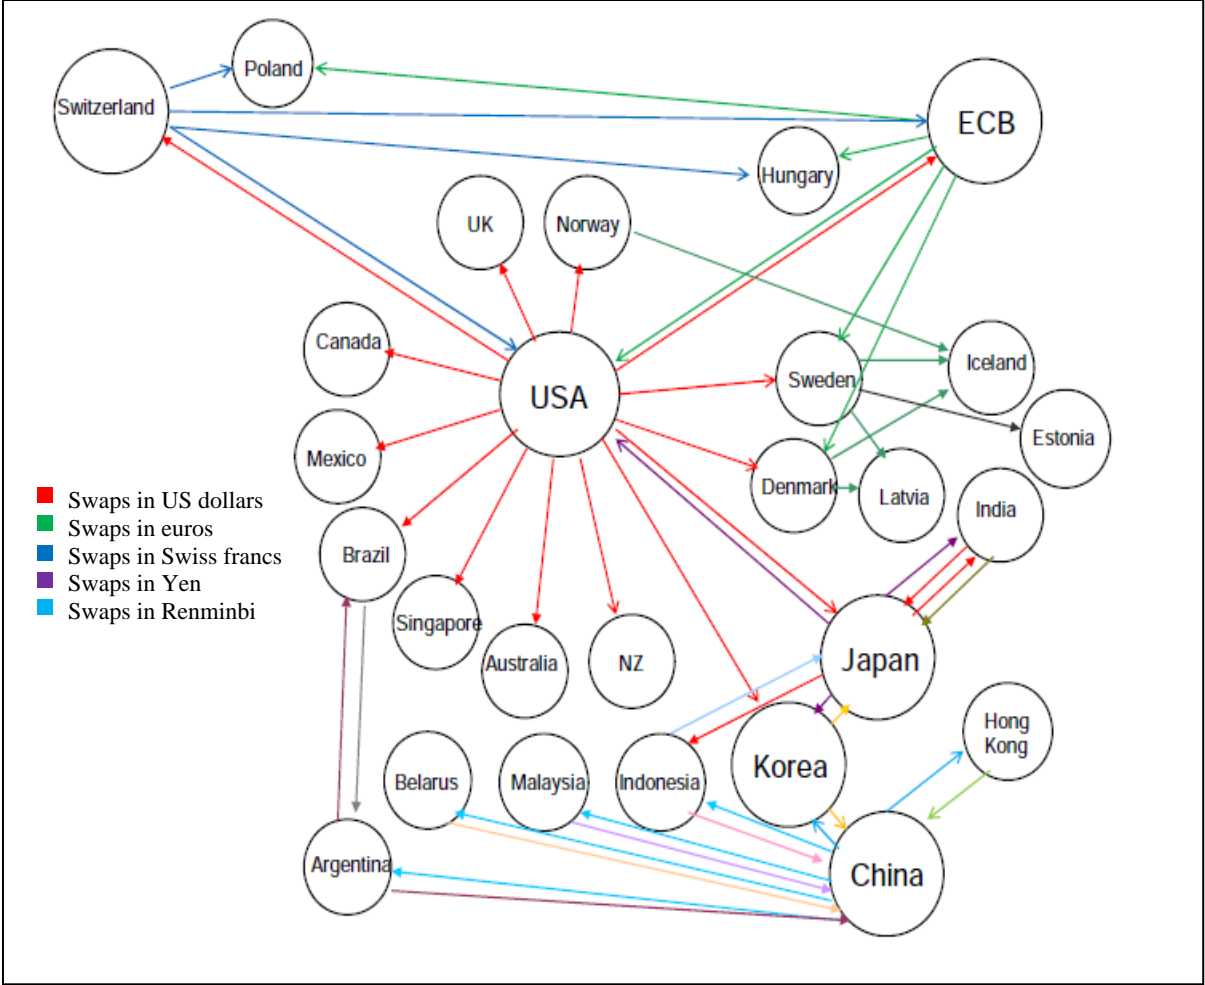 Poland
Switzerland
ECB
Hungary
UK
Norway
Canada
Iceland
Sweden
USA
Estonia
Mexico
Denmark
Latvia
India
Swaps in US dollars
Swaps in euros
Swaps in Swiss francs
Swaps in Yen
Swaps in Renminbi
Brazil
Singapore
Australia
NZ
Japan
Hong
Kong
Korea
Belarus
Malaysia
Indonesia
Argentina
China